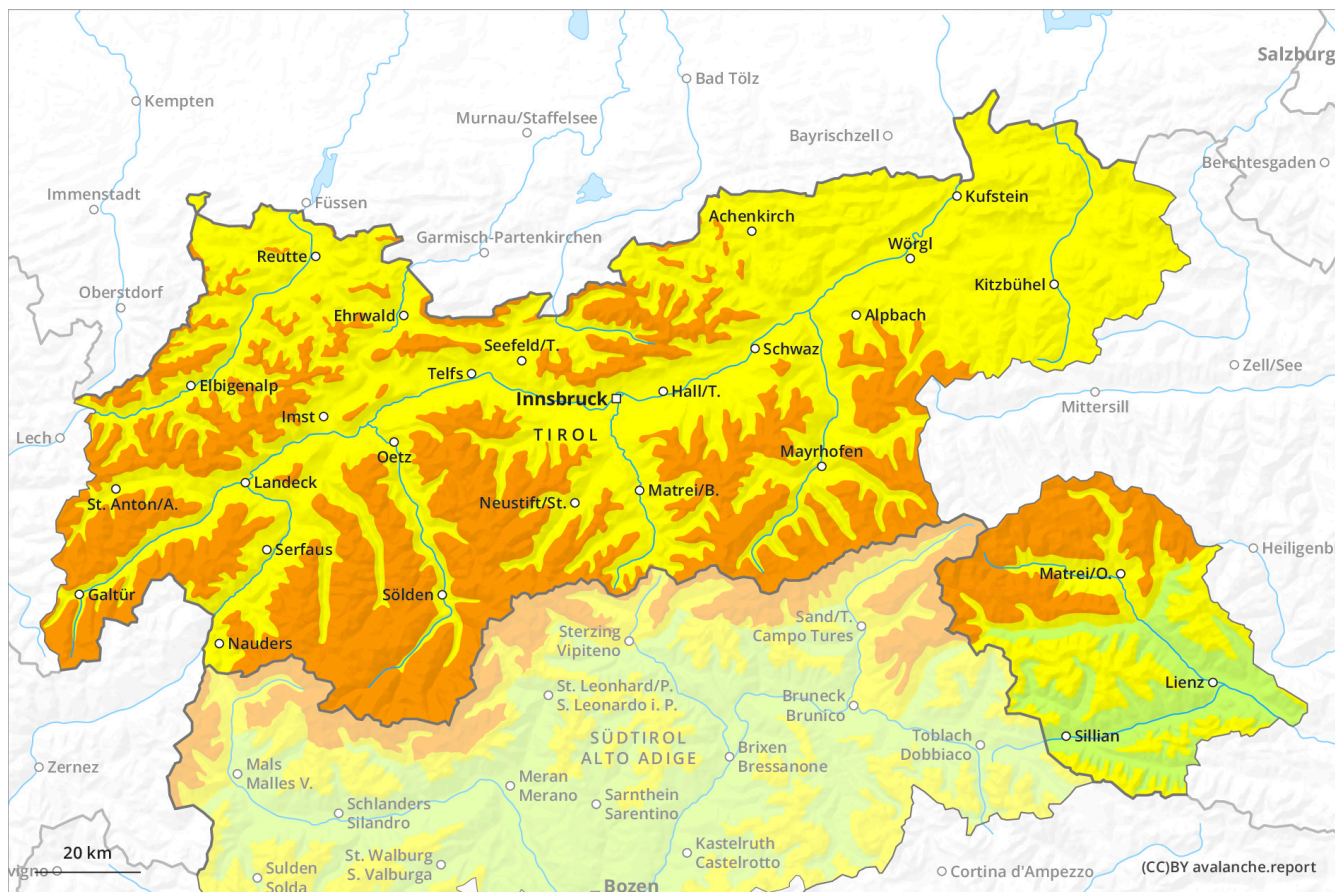 Salzburg
Bad Tölz
Kempten
Murnau/Staffelsee
Bayrischzell
Berchtesgaden
Immenstadt
Füssen
Kufstein
Achenkirch
Garmisch-Partenkirchen
Wörgl
Reutte
Kitzbühel
Oberstdorf
Ehrwald
Alpbach
Seefeld/T.
Schwaz
Zell/See
Telfs
Elbigenalp
Innsbruck
Hall/T.
Mittersill
Imst
Lech
TIROL
Oetz
Mayrhofen
Landeck
Matrei/B.
St. Anton/A.
Neustift/St.
Serfaus
Heiligenb
Matrei/O.
Galtür
Sölden
Sand/T.
Campo Tures
Sterzing
Vipiteno
Nauders
Lienz
St. Leonhard/P.
S. Leonardo i. P.
Bruneck
Brunico
SÜDTIROL
ALTO ADIGE
Toblach
Dobbiaco
Sillian
Brixen
Bressanone
Zernez
Mals
Malles V.
Meran
Merano
Sarnthein
Sarentino
Schlanders
Silandro
20 km
Kastelruth
Castelrotto
St. Walburg
S. Valburga
vigno
Sulden
Solda
Cortina d'Ampezzo
(CC)BY avalanche.report
Bozen